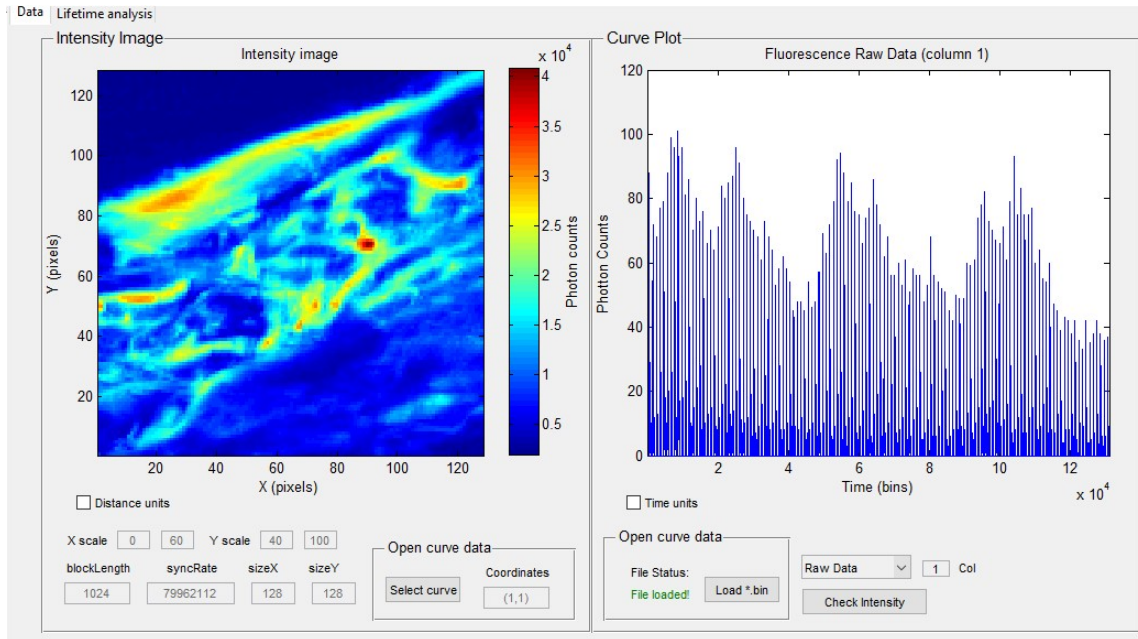 Data Lifetime analysis
Intensity Image
Intensity image
x 10^4
120
100
80
60
40
20
Y (pixels)
20 40 60 80 100 120
X (pixels)
4
3.5
3
2.5
2
1.5
1
0.5
Photon counts
Distance units
X scale 0 60 Y scale 40 100
blockLength syncRate sizeX sizeY
1024 79962112 128 128
Open curve data
Coordinates
Select curve
(1,1)
Curve Plot
Fluorescence Raw Data (column 1)
120
100
80
60
40
20
0
Photton Counts
2 4 6 8 10 12
Time (bins)
x 10^4
Time units
Open curve data
File Status:
File loaded!
Load *.bin
Raw Data 1 Col
Check Intensity